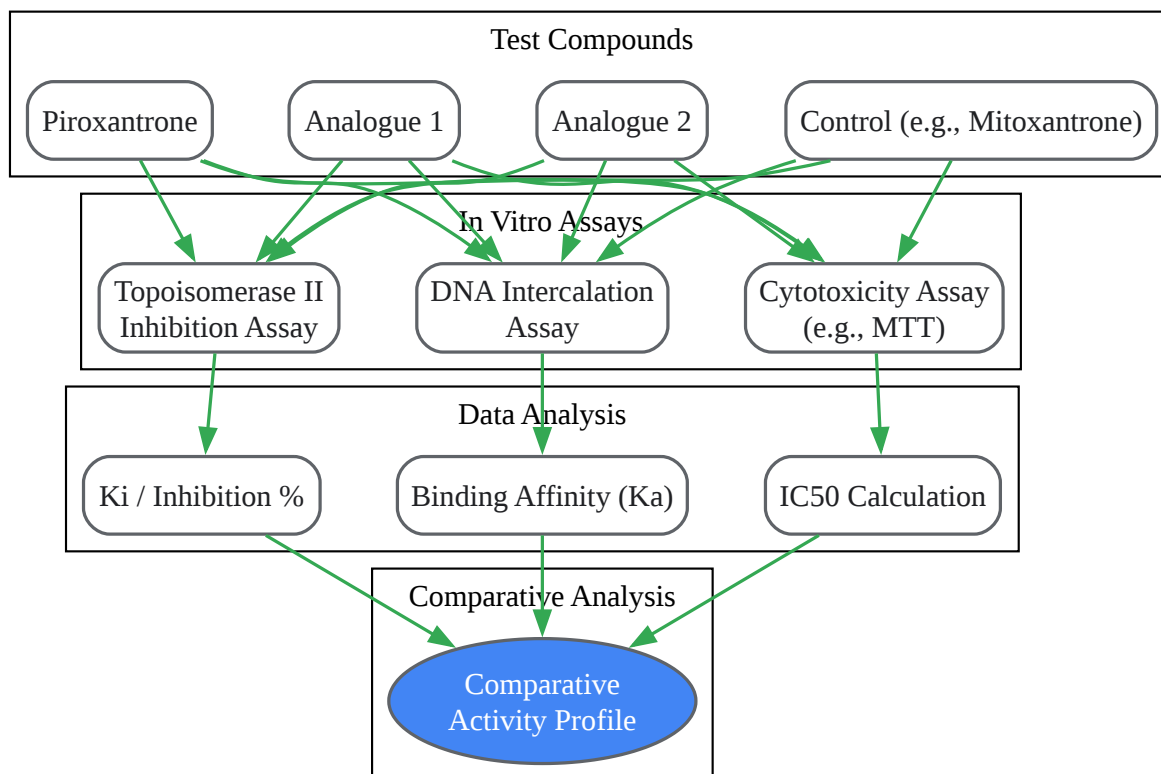 Test Compounds
Piroxantrone
Analogue 1
Analogue 2
Control (e.g., Mitoxantrone)
In Vitro Assays
Topoisomerase II
Inhibition Assay
DNA Intercalation
Assay
Cytotoxicity Assay
(e.g., MTT)
Data Analysis
Ki / Inhibition %
Binding Affinity (Ka)
IC50 Calculation
Comparative Analysis
Comparative
Activity Profile